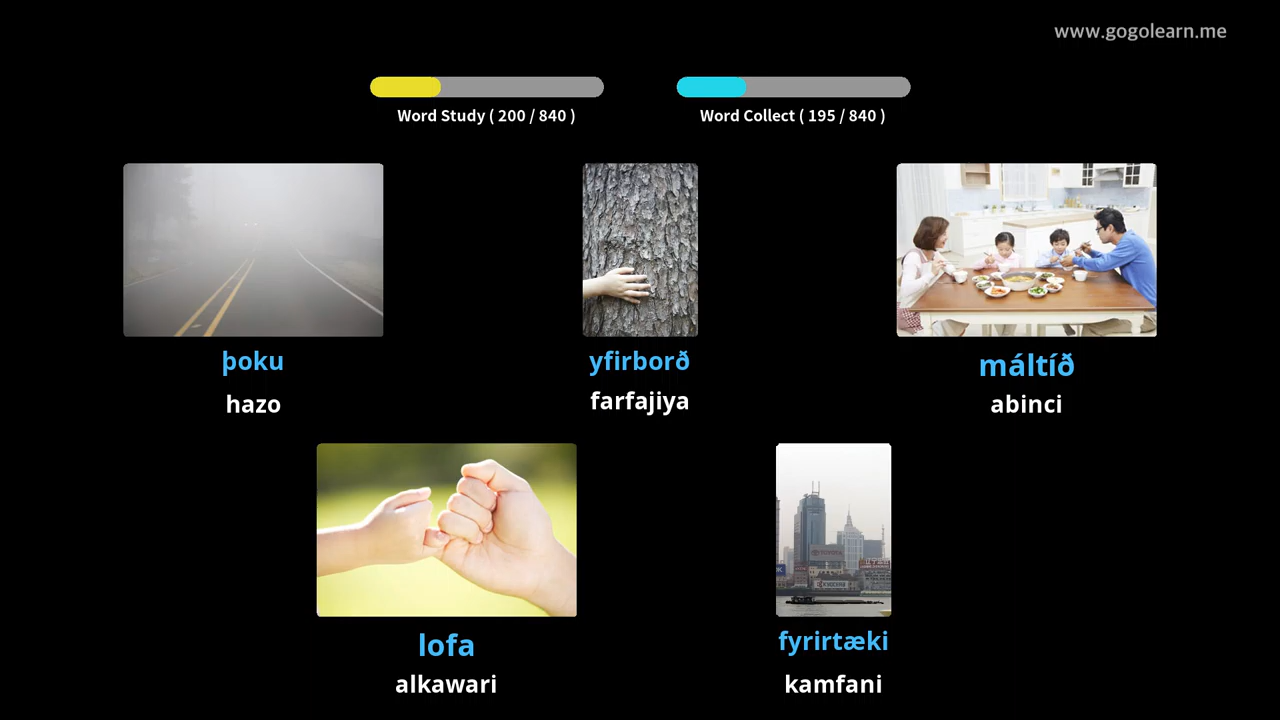 www.gogolearn.me
Word Study ( 200 / 840 )
Word Collect ( 195 / 840 )
þoku
hazo
yfirborð
farfajiya
máltíð
abinci
lofa
alkawari
TOYOTA
fyrirtæki
kamfani